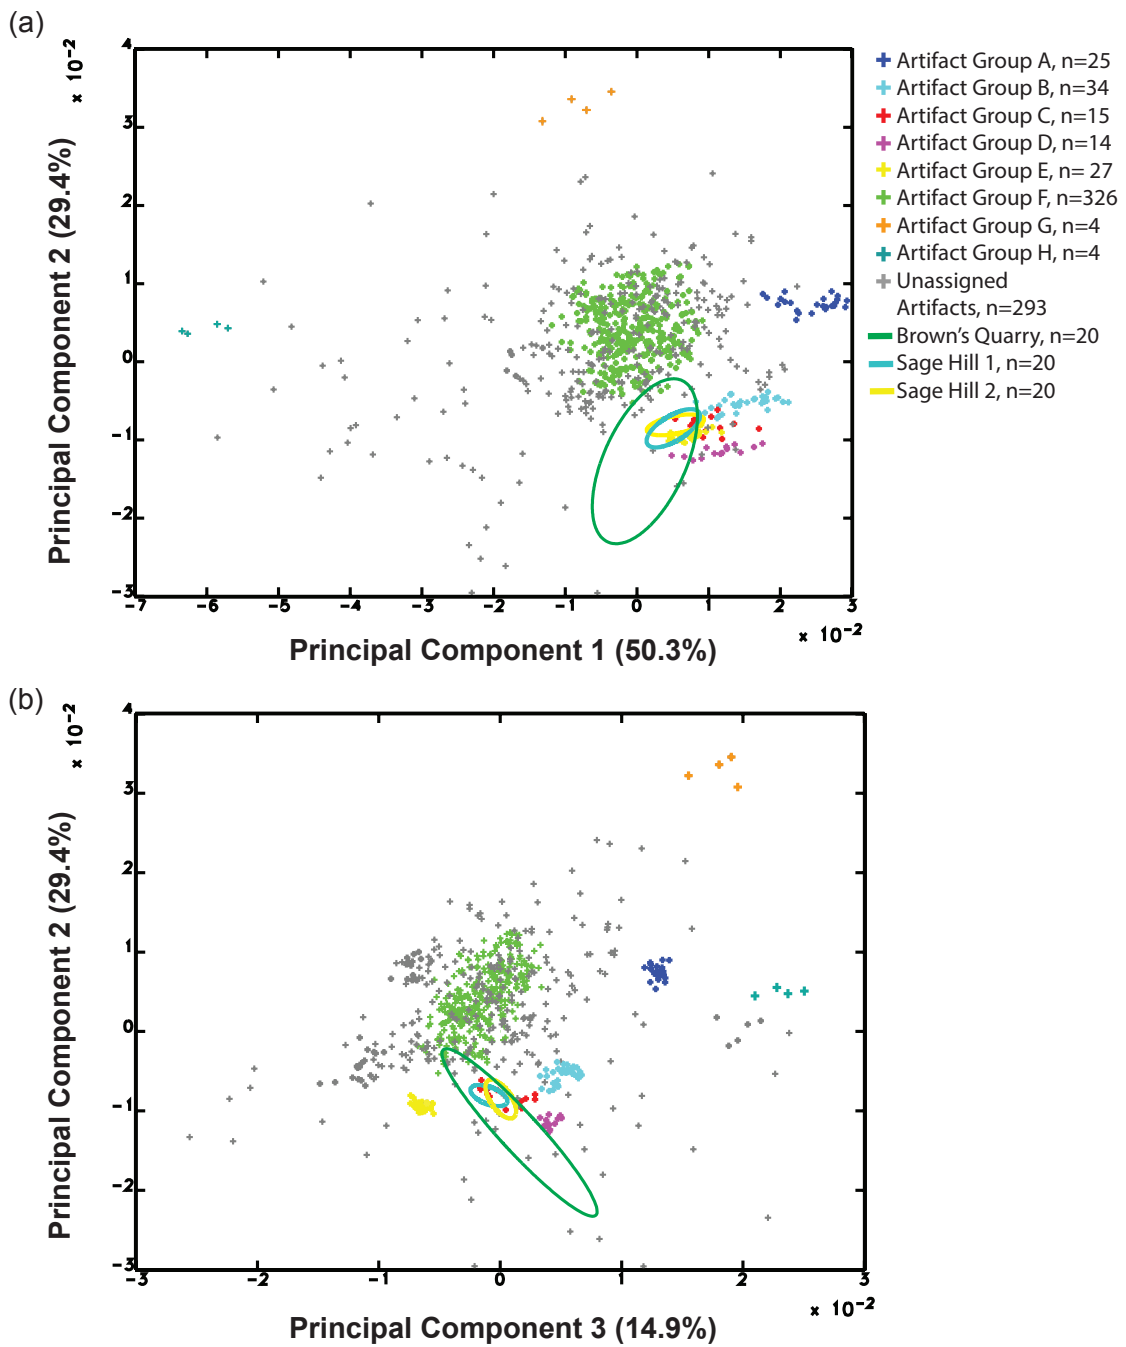 (a)
4
3
2
1
0
-1
-2
-3
× 10⁻²
Principal Component 2 (29.4%)
-7 -6 -5 -4 -3 -2 -1 0 1 2 3
× 10⁻²
Principal Component 1 (50.3%)
Artifact Group A, n=25
Artifact Group B, n=34
Artifact Group C, n=15
Artifact Group D, n=14
Artifact Group E, n= 27
Artifact Group F, n=326
Artifact Group G, n=4
Artifact Group H, n=4
Unassigned
Artifacts, n=293
Brown's Quarry, n=20
Sage Hill 1, n=20
Sage Hill 2, n=20
(b)
4
3
2
1
0
-1
-2
-3
× 10⁻²
Principal Component 2 (29.4%)
-3 -2 -1 0 1 2 3
× 10⁻²
Principal Component 3 (14.9%)